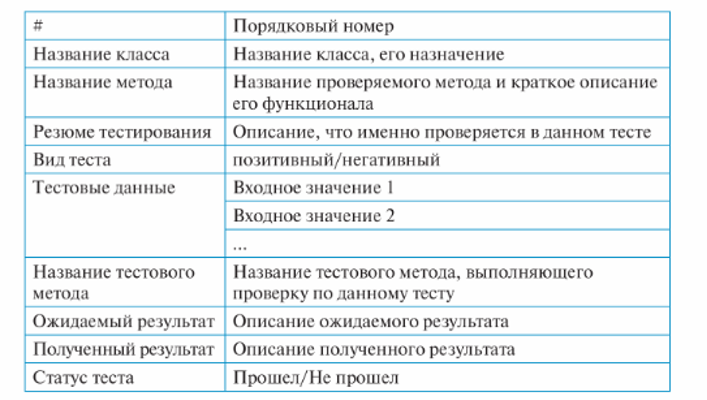 # Порядковый номер
Название класса Название класса, его назначение
Название метода Название проверяемого метода и краткое описание
его функционала
Резюме тестирования Описание, что именно проверяется в данном тесте
Вид теста позитивный/негативный
Тестовые данные Входное значение 1
Входное значение 2
...
Название тестового Название тестового метода, выполняющего
метода проверку по данному тесту
Ожидаемый результат Описание ожидаемого результата
Полученный результат Описание полученного результата
Статус теста Прошел/Не прошел